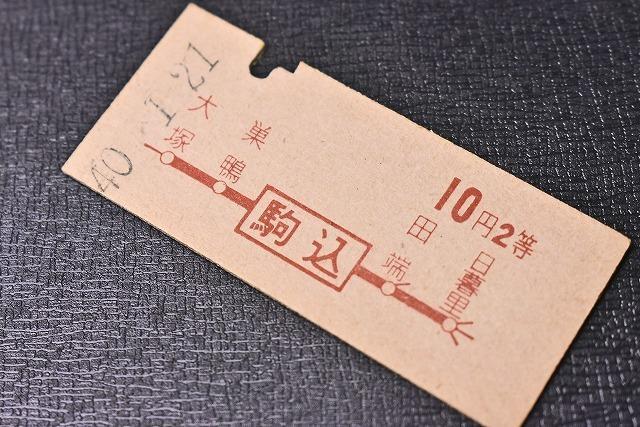 40. -1. 21
大塚
巣鴨
駒込
田端
日暮里
10円2等